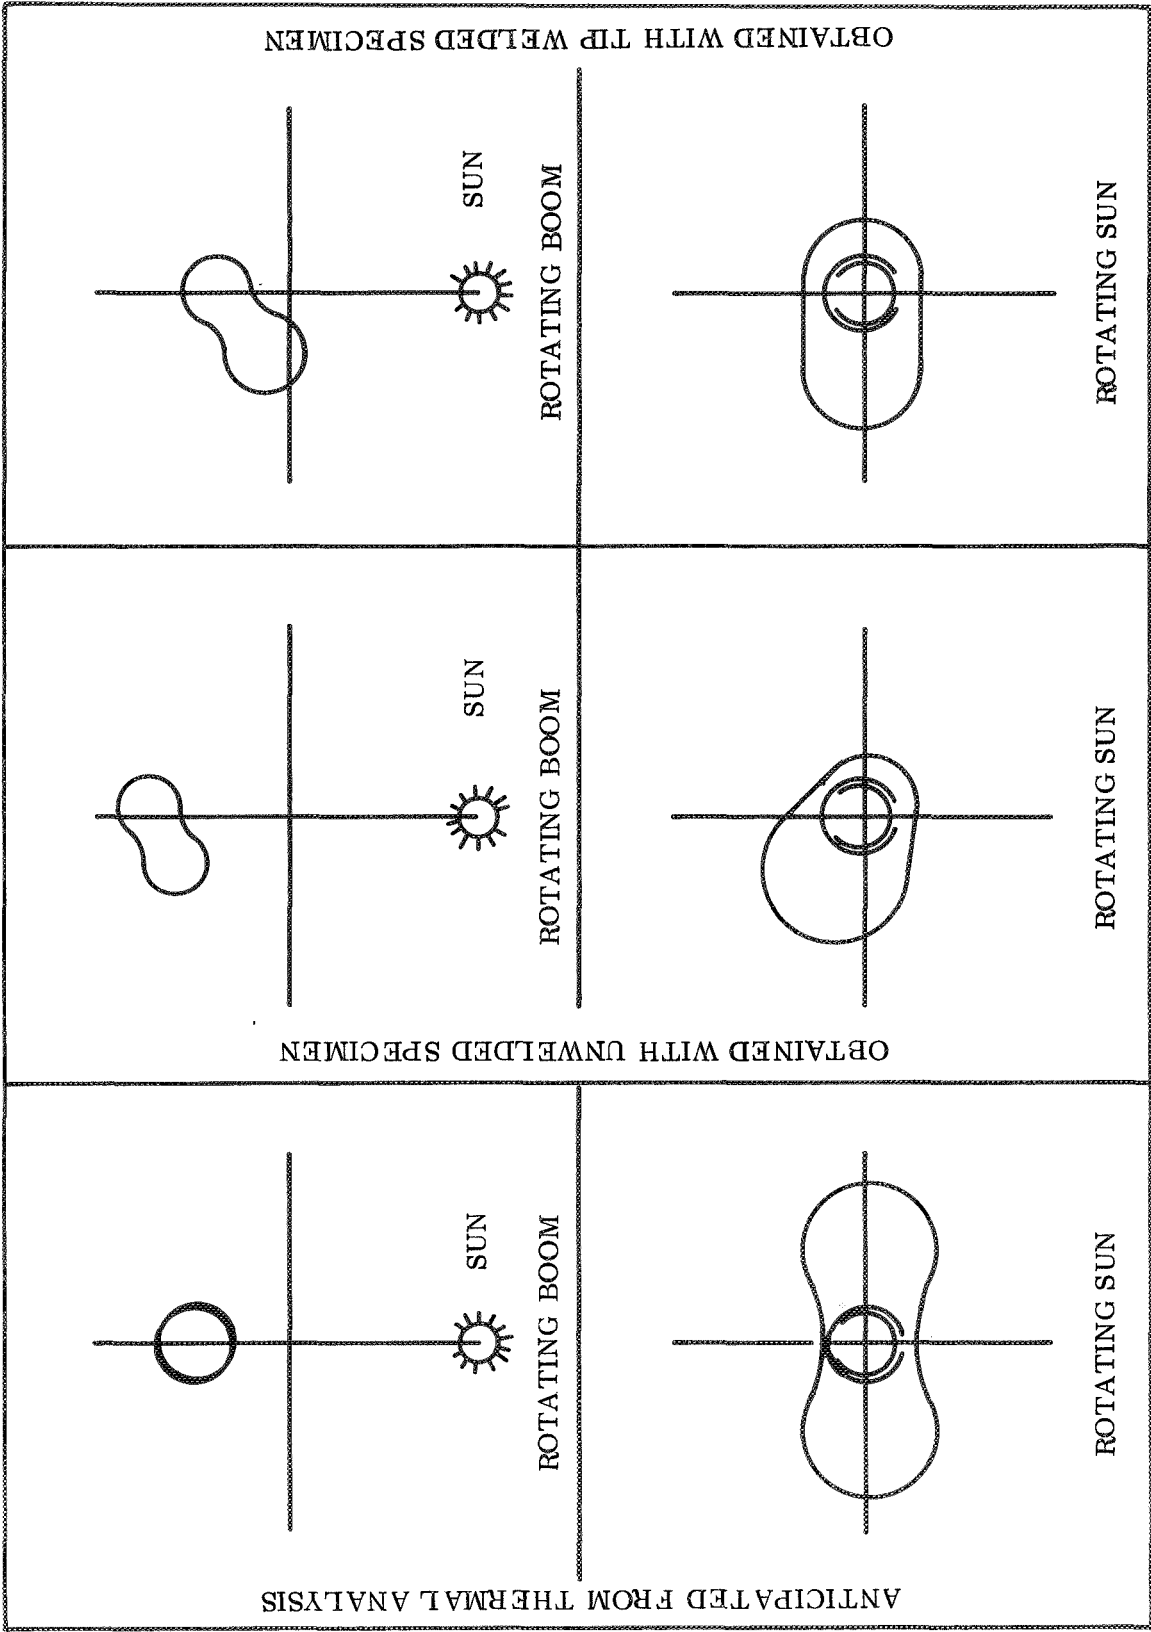 OBTAINED WITH TIP WELDED SPECIMEN
SUN
ROTATING BOOM
ROTATING SUN
SUN
ROTATING BOOM
ROTATING SUN
OBTAINED WITH UNWELDED SPECIMEN
SUN
ROTATING BOOM
ROTATING SUN
ANTICIPATED FROM THERMAL ANALYSIS